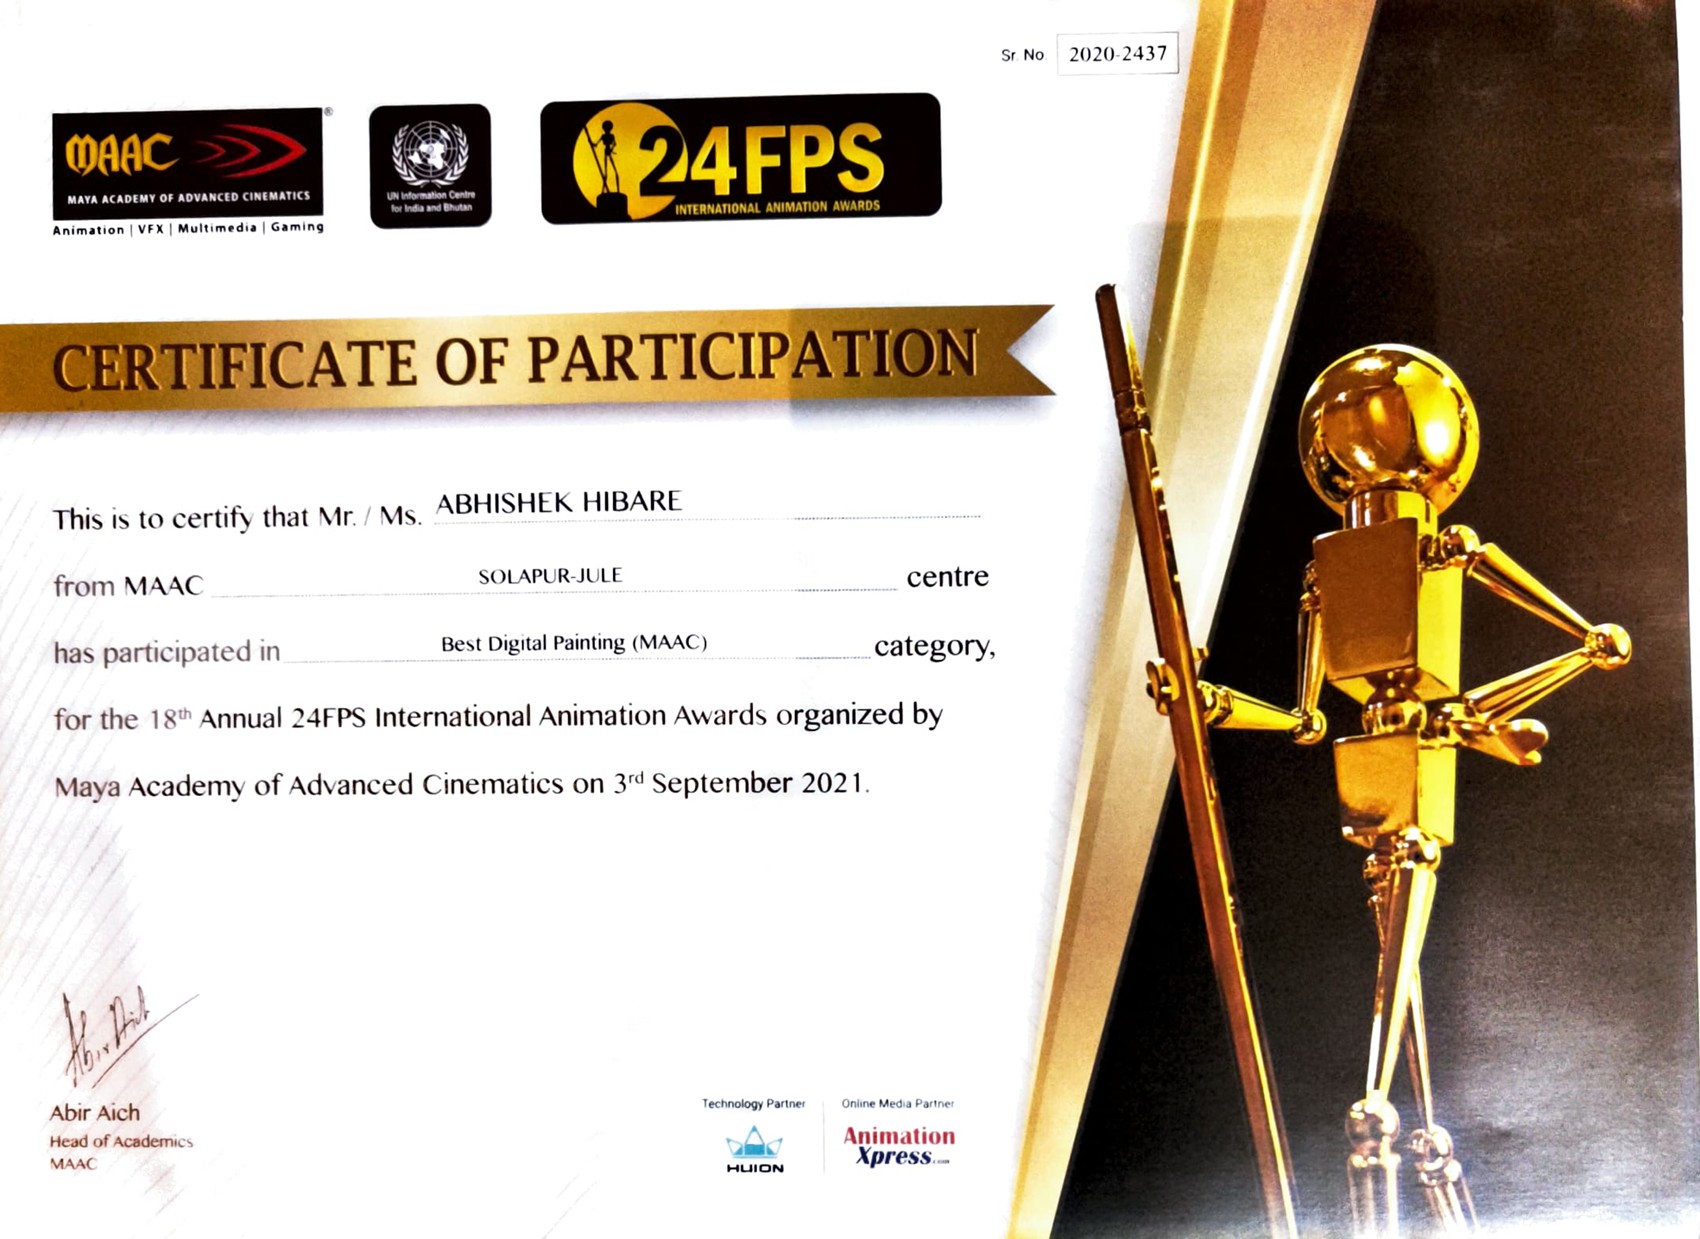 Sr. No. 2020-2437
MAAC ®
MAYA ACADEMY OF ADVANCED CINEMATICS
Animation | VFX | Multimedia | Gaming
UN Information Centre
for India and Bhutan
24FPS
INTERNATIONAL ANIMATION AWARDS
CERTIFICATE OF PARTICIPATION
This is to certify that Mr. / Ms. ABHISHEK HIBARE
from MAAC SOLAPUR-JULE centre
has participated in Best Digital Painting (MAAC) category,
for the 18th Annual 24FPS International Animation Awards organized by
Maya Academy of Advanced Cinematics on 3rd September 2021.
Abir Aich
Abir Aich
Head of Academics
MAAC
Technology Partner
HUION
Online Media Partner
Animation
Xpress.com